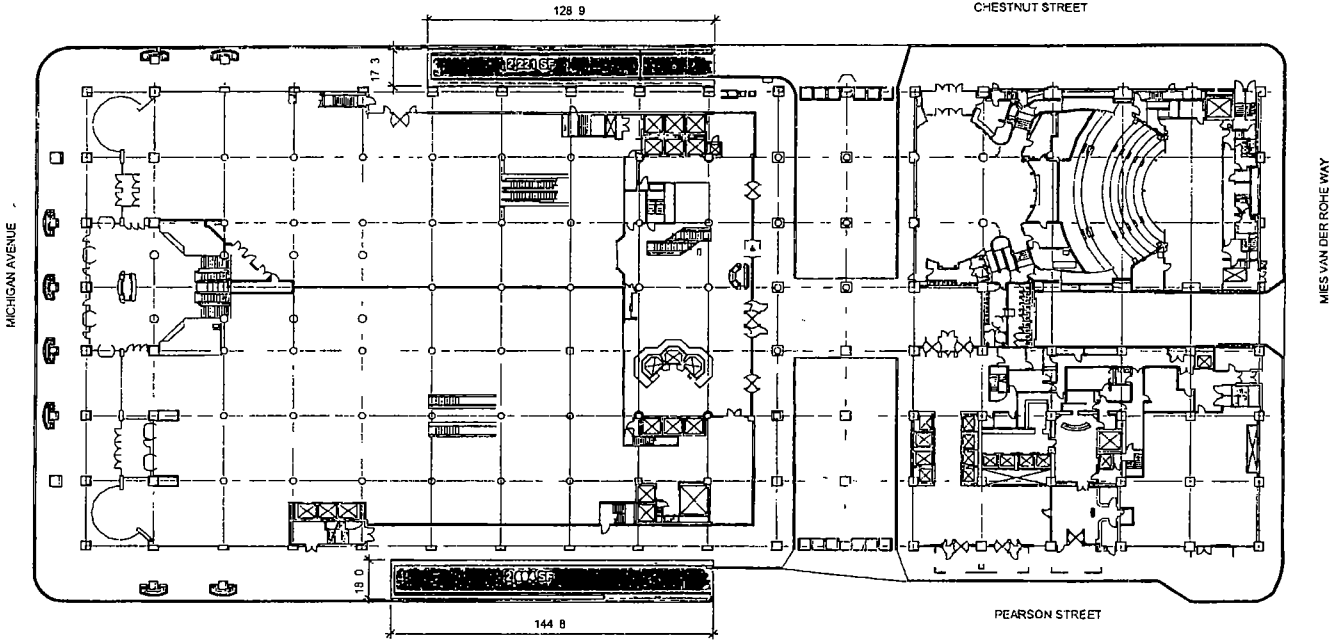 CHESTNUT STREET
128 9
17 3
2,221 SF
MICHIGAN AVENUE
MIES VAN DER ROHE WAY
18 0
144 8
PEARSON STREET